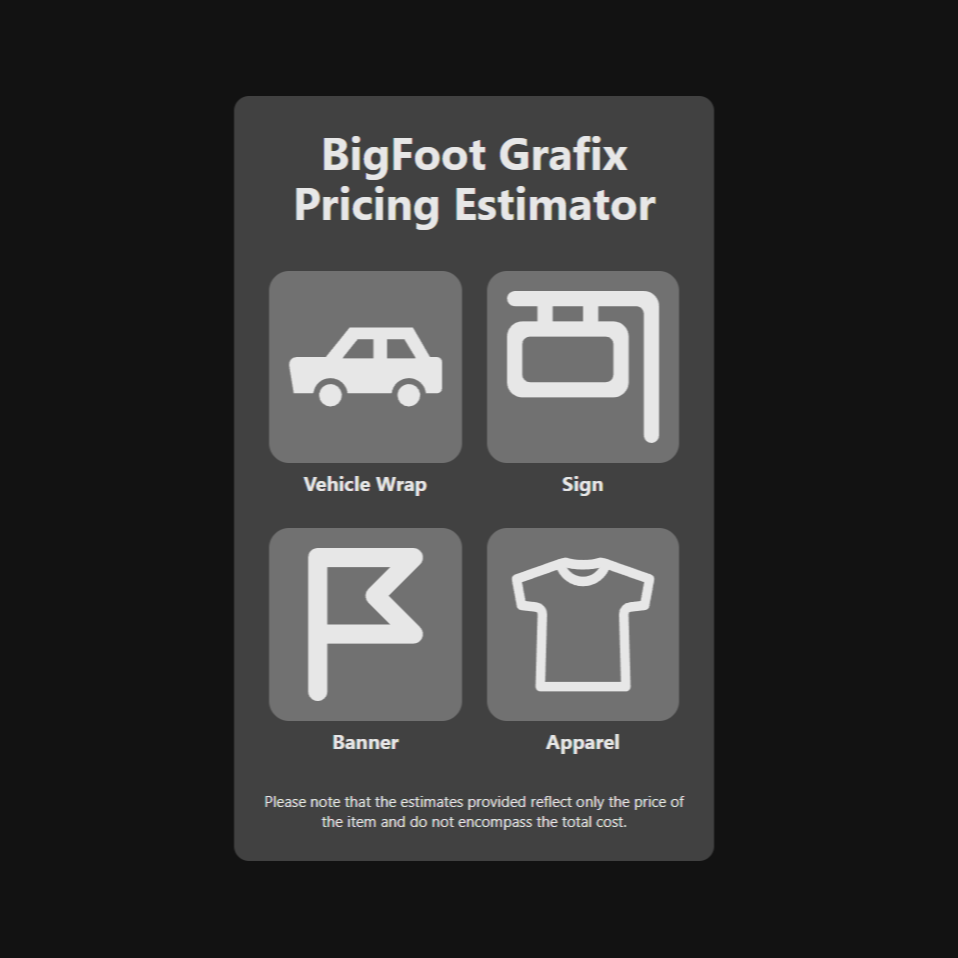 BigFoot Grafix
Pricing Estimator
Vehicle Wrap
Sign
Banner
Apparel
Please note that the estimates provided reflect only the price of
the item and do not encompass the total cost.